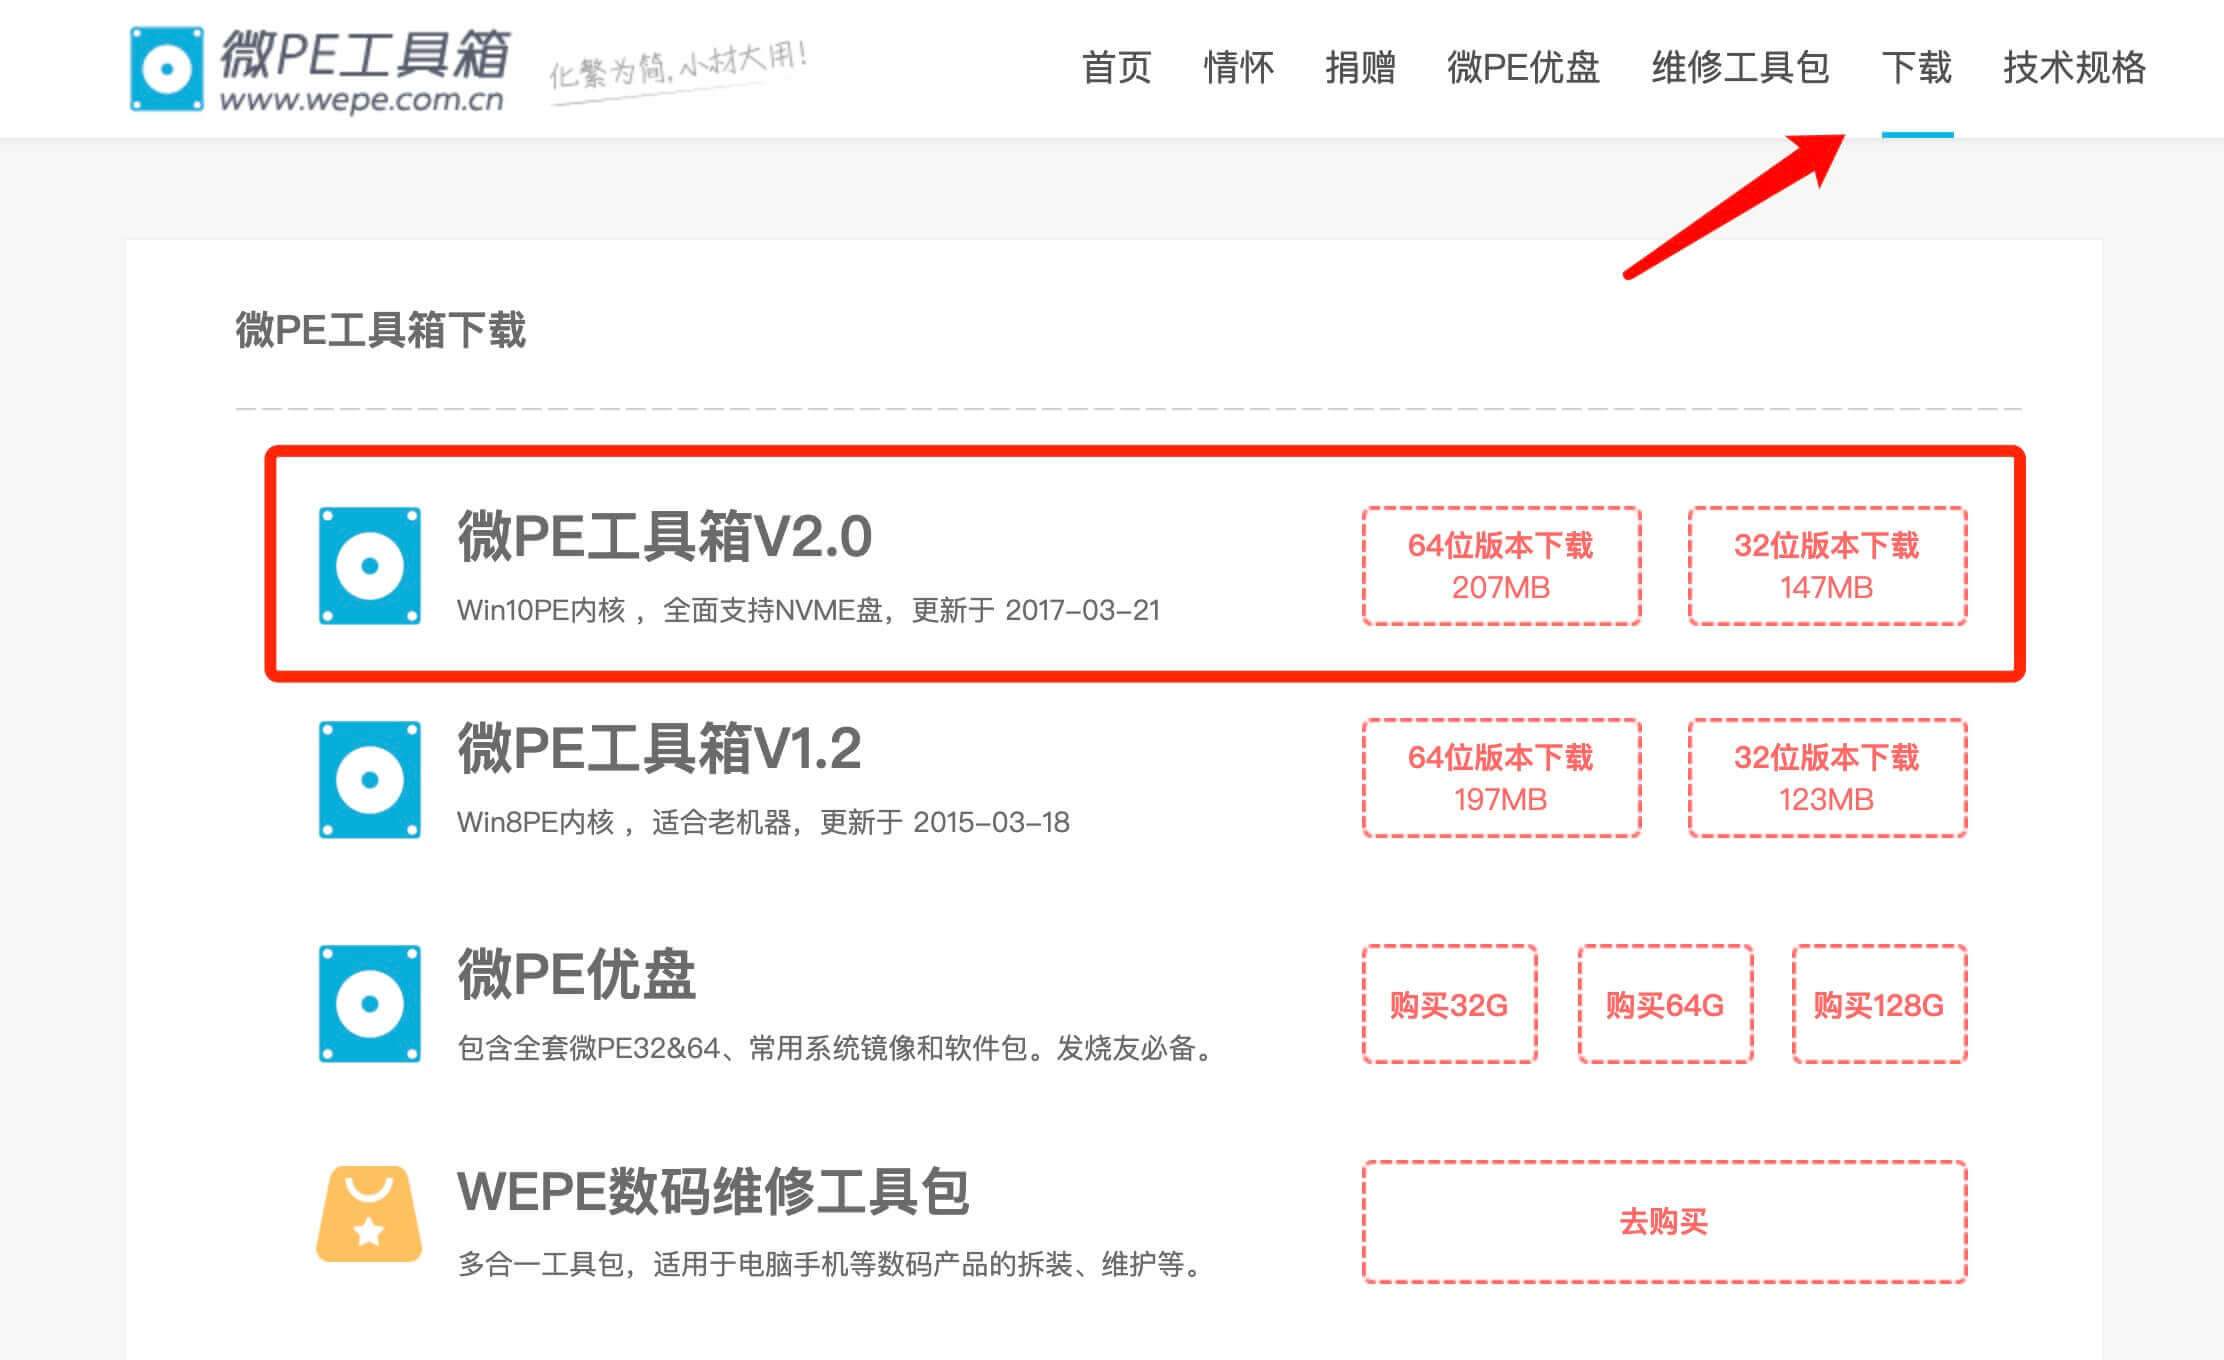 微PE工具箱
www.wepe.com.cn
化繁为简,小材大用!
首页 情怀 捐赠 微PE优盘 维修工具包 下载 技术规格
微PE工具箱下载
微PE工具箱V2.0
Win10PE内核 ，全面支持NVME盘，更新于 2017-03-21
64位版本下载
207MB
32位版本下载
147MB
微PE工具箱V1.2
Win8PE内核 ，适合老机器，更新于 2015-03-18
64位版本下载
197MB
32位版本下载
123MB
微PE优盘
包含全套微PE32&64、常用系统镜像和软件包。发烧友必备。
购买32G
购买64G
购买128G
WEPE数码维修工具包
多合一工具包，适用于电脑手机等数码产品的拆装、维护等。
去购买